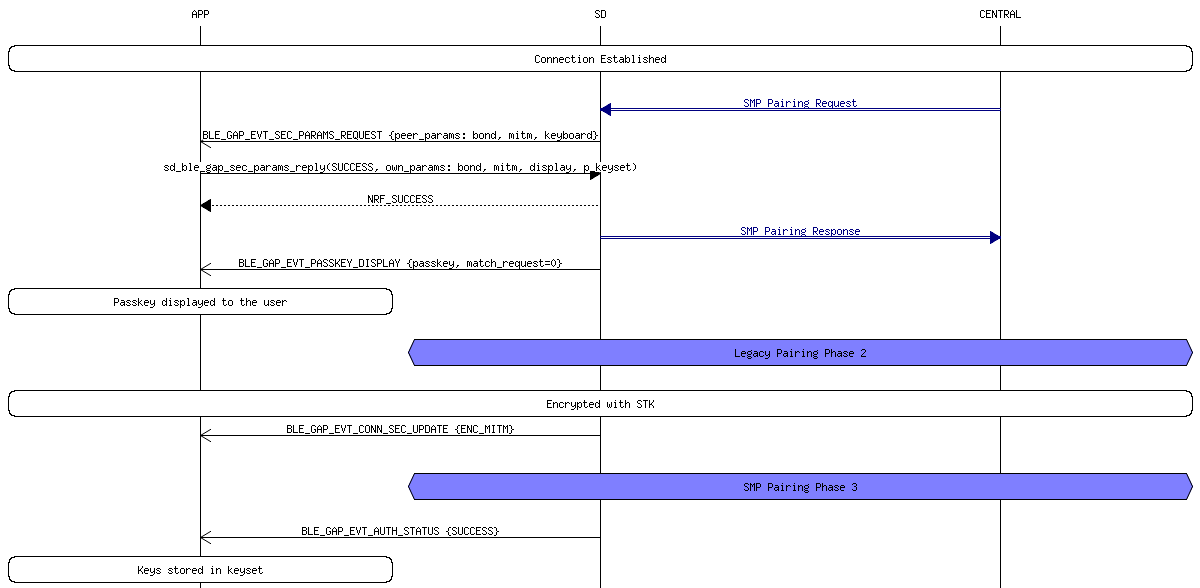 APP SD CENTRAL
Connection Established
SMP Pairing Request
BLE_GAP_EVT_SEC_PARAMS_REQUEST {peer_params: bond, mitm, keyboard}
sd_ble_gap_sec_params_reply(SUCCESS, own_params: bond, mitm, display, p_keyset)
NRF_SUCCESS
SMP Pairing Response
BLE_GAP_EVT_PASSKEY_DISPLAY {passkey, match_request=0}
Passkey displayed to the user
Legacy Pairing Phase 2
Encrypted with STK
BLE_GAP_EVT_CONN_SEC_UPDATE {ENC_MITM}
SMP Pairing Phase 3
BLE_GAP_EVT_AUTH_STATUS {SUCCESS}
Keys stored in keyset